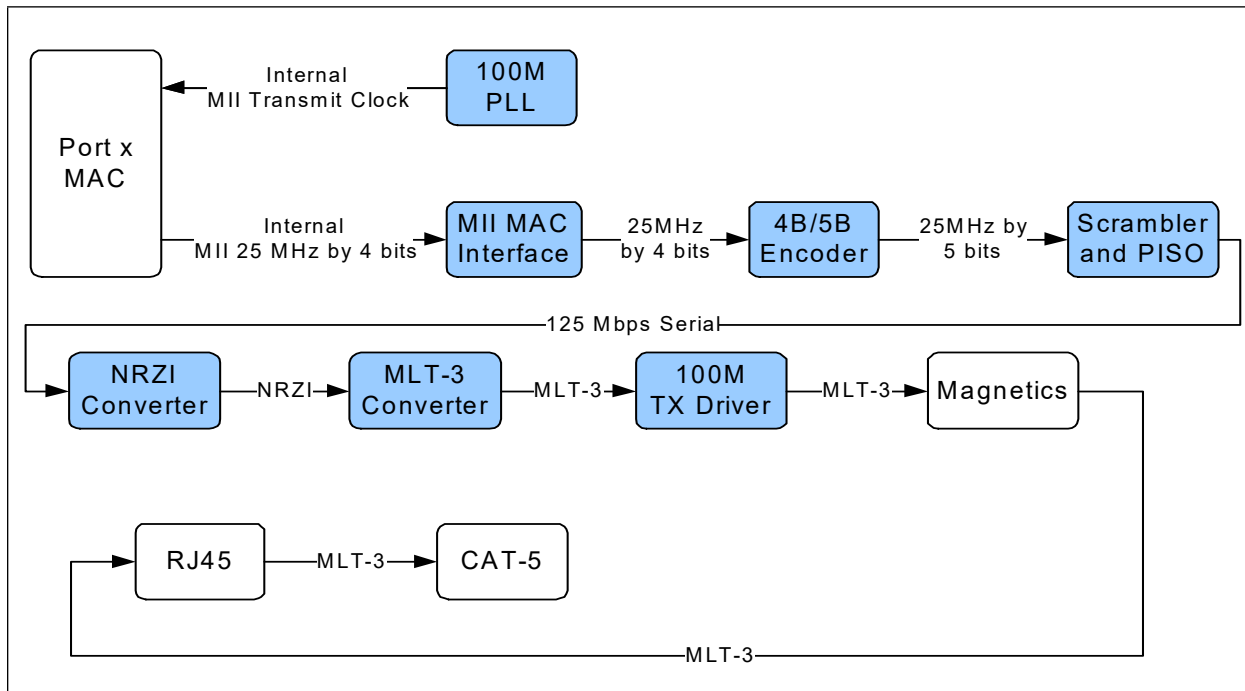 Internal
MII Transmit Clock
100M
PLL
Port x
MAC
Internal
MII 25 MHz by 4 bits
MII MAC
Interface
25MHz
by 4 bits
4B/5B
Encoder
25MHz by
5 bits
Scrambler
and PISO
125 Mbps Serial
NRZI
Converter
NRZI
MLT-3
Converter
MLT-3
100M
TX Driver
MLT-3
Magnetics
RJ45
MLT-3
CAT-5
MLT-3